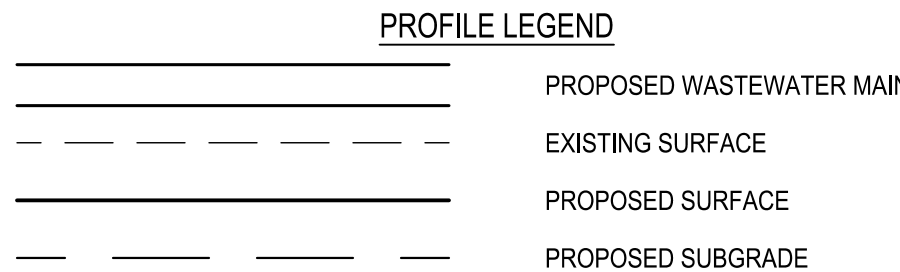 PROFILE LEGEND
PROPOSED WASTEWATER MAIN
EXISTING SURFACE
PROPOSED SURFACE
PROPOSED SUBGRADE